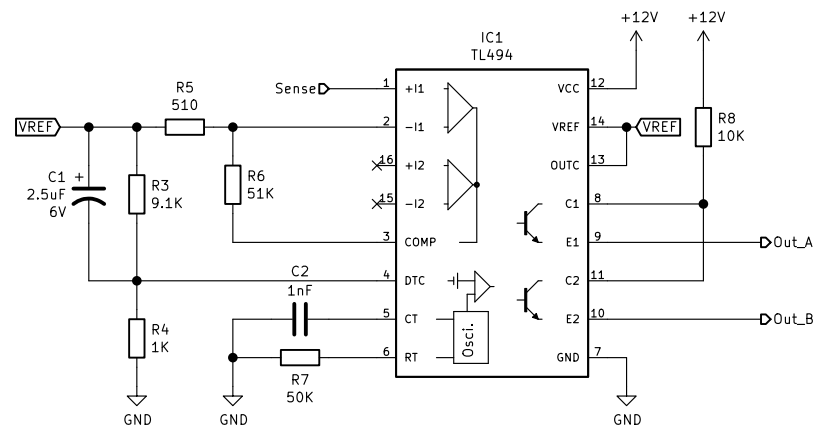 +12V
+12V
IC1
TL494
Sense
1
+I1
VCC
12
R5
510
R8
10K
VREF
2
-I1
VREF
14
VREF
16
+I2
OUTC
13
C1
+
2.5uF
6V
R3
9.1K
R6
51K
15
-I2
C1
8
3
COMP
E1
9
Out_A
C2
1nF
4
DTC
C2
11
5
CT
Osci.
E2
10
Out_B
R4
1K
R7
50K
6
RT
GND
7
GND
GND
GND